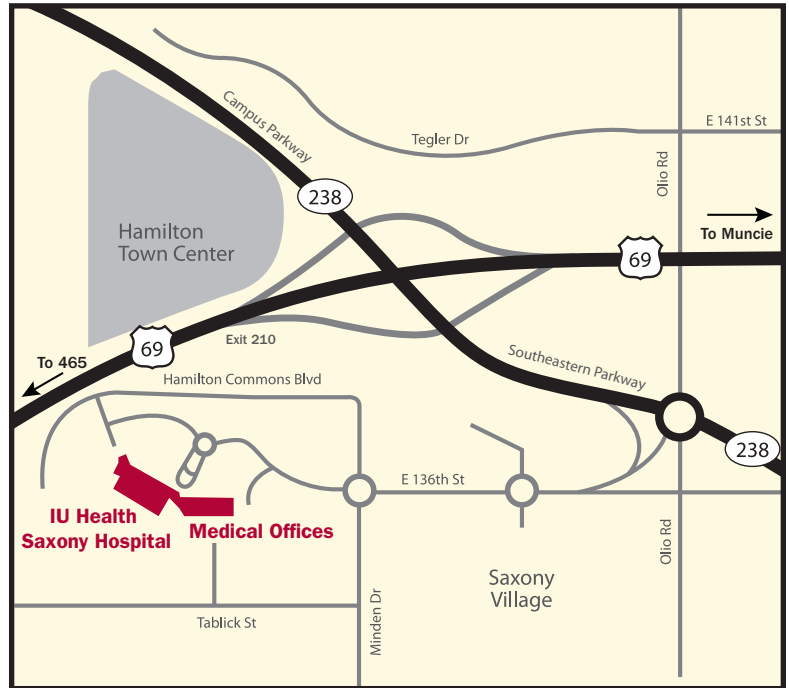 E 141st St
Campus Parkway
Tegler Dr
Olio Rd
238
Hamilton
Town Center
To Muncie
69
Exit 210
69
To 465
Southeastern Parkway
Hamilton Commons Blvd
238
E 136th St
IU Health
Saxony Hospital
Medical Offices
Olio Rd
Saxony
Village
Tablick St
Minden Dr